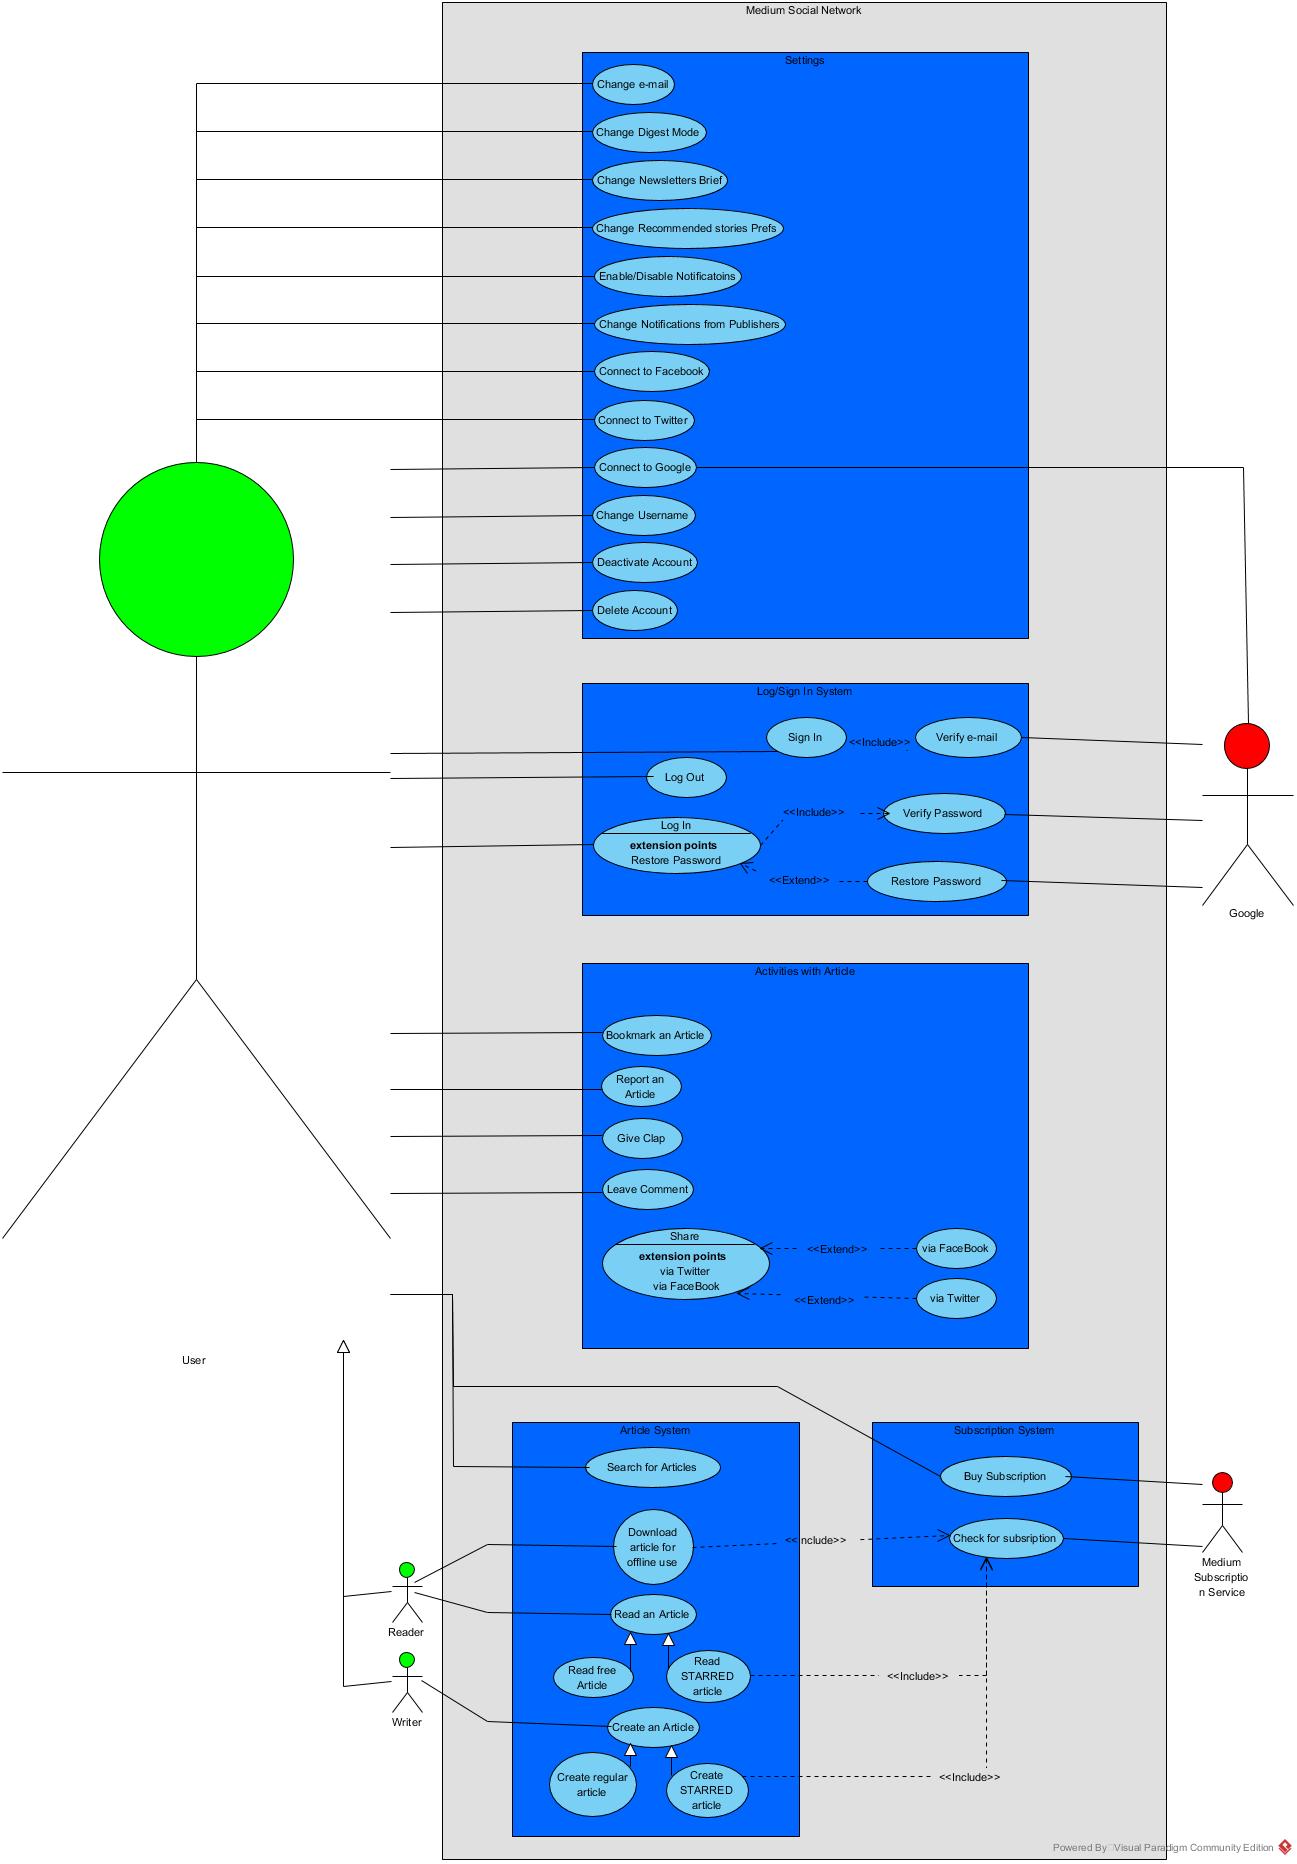 Medium Social Network
Settings
Change e-mail
Change Digest Mode
Change Newsletters Brief
Change Recommended stories Prefs
Enable/Disable Notificatoins
Change Notifications from Publishers
Connect to Facebook
Connect to Twitter
Connect to Google
Change Username
Deactivate Account
Delete Account
Log/Sign In System
Sign In
<<Include>>
Verify e-mail
Log Out
Log In
extension points
Restore Password
<<Include>>
Verify Password
<<Extend>>
Restore Password
Google
Activities with Article
Bookmark an Article
Report an
Article
Give Clap
Leave Comment
Share
extension points
via Twitter
via FaceBook
<<Extend>>
via FaceBook
<<Extend>>
via Twitter
User
Article System
Search for Articles
Download
article for
offline use
Read an Article
Read free
Article
Read
STARRED
article
Create an Article
Create regular
article
Create
STARRED
article
Subscription System
Buy Subscription
Check for subsription
<<Include>>
<<Include>>
<<Include>>
Medium
Subscriptio
n Service
Reader
Writer
Powered By Visual Paradigm Community Edition